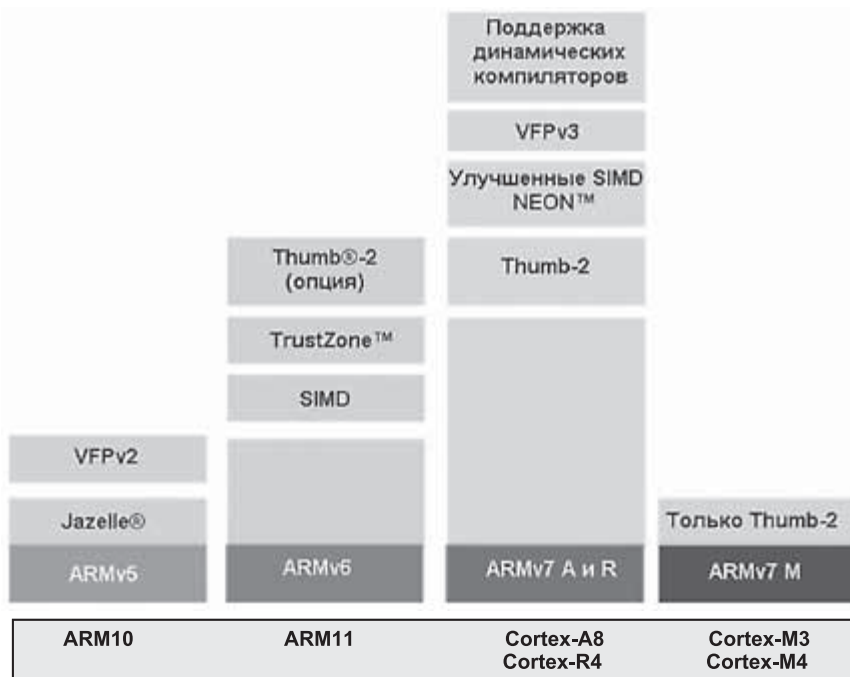 Поддержка
динамических
компиляторов
VFPv3
Улучшенные SIMD
NEON™
Thumb®-2
(опция)
Thumb-2
TrustZone™
SIMD
VFPv2
Jazelle®
Только Thumb-2
ARMv5
ARMv6
ARMv7 А и R
ARMv7 М
ARM10
ARM11
Cortex-A8
Cortex-R4
Cortex-M3
Cortex-M4